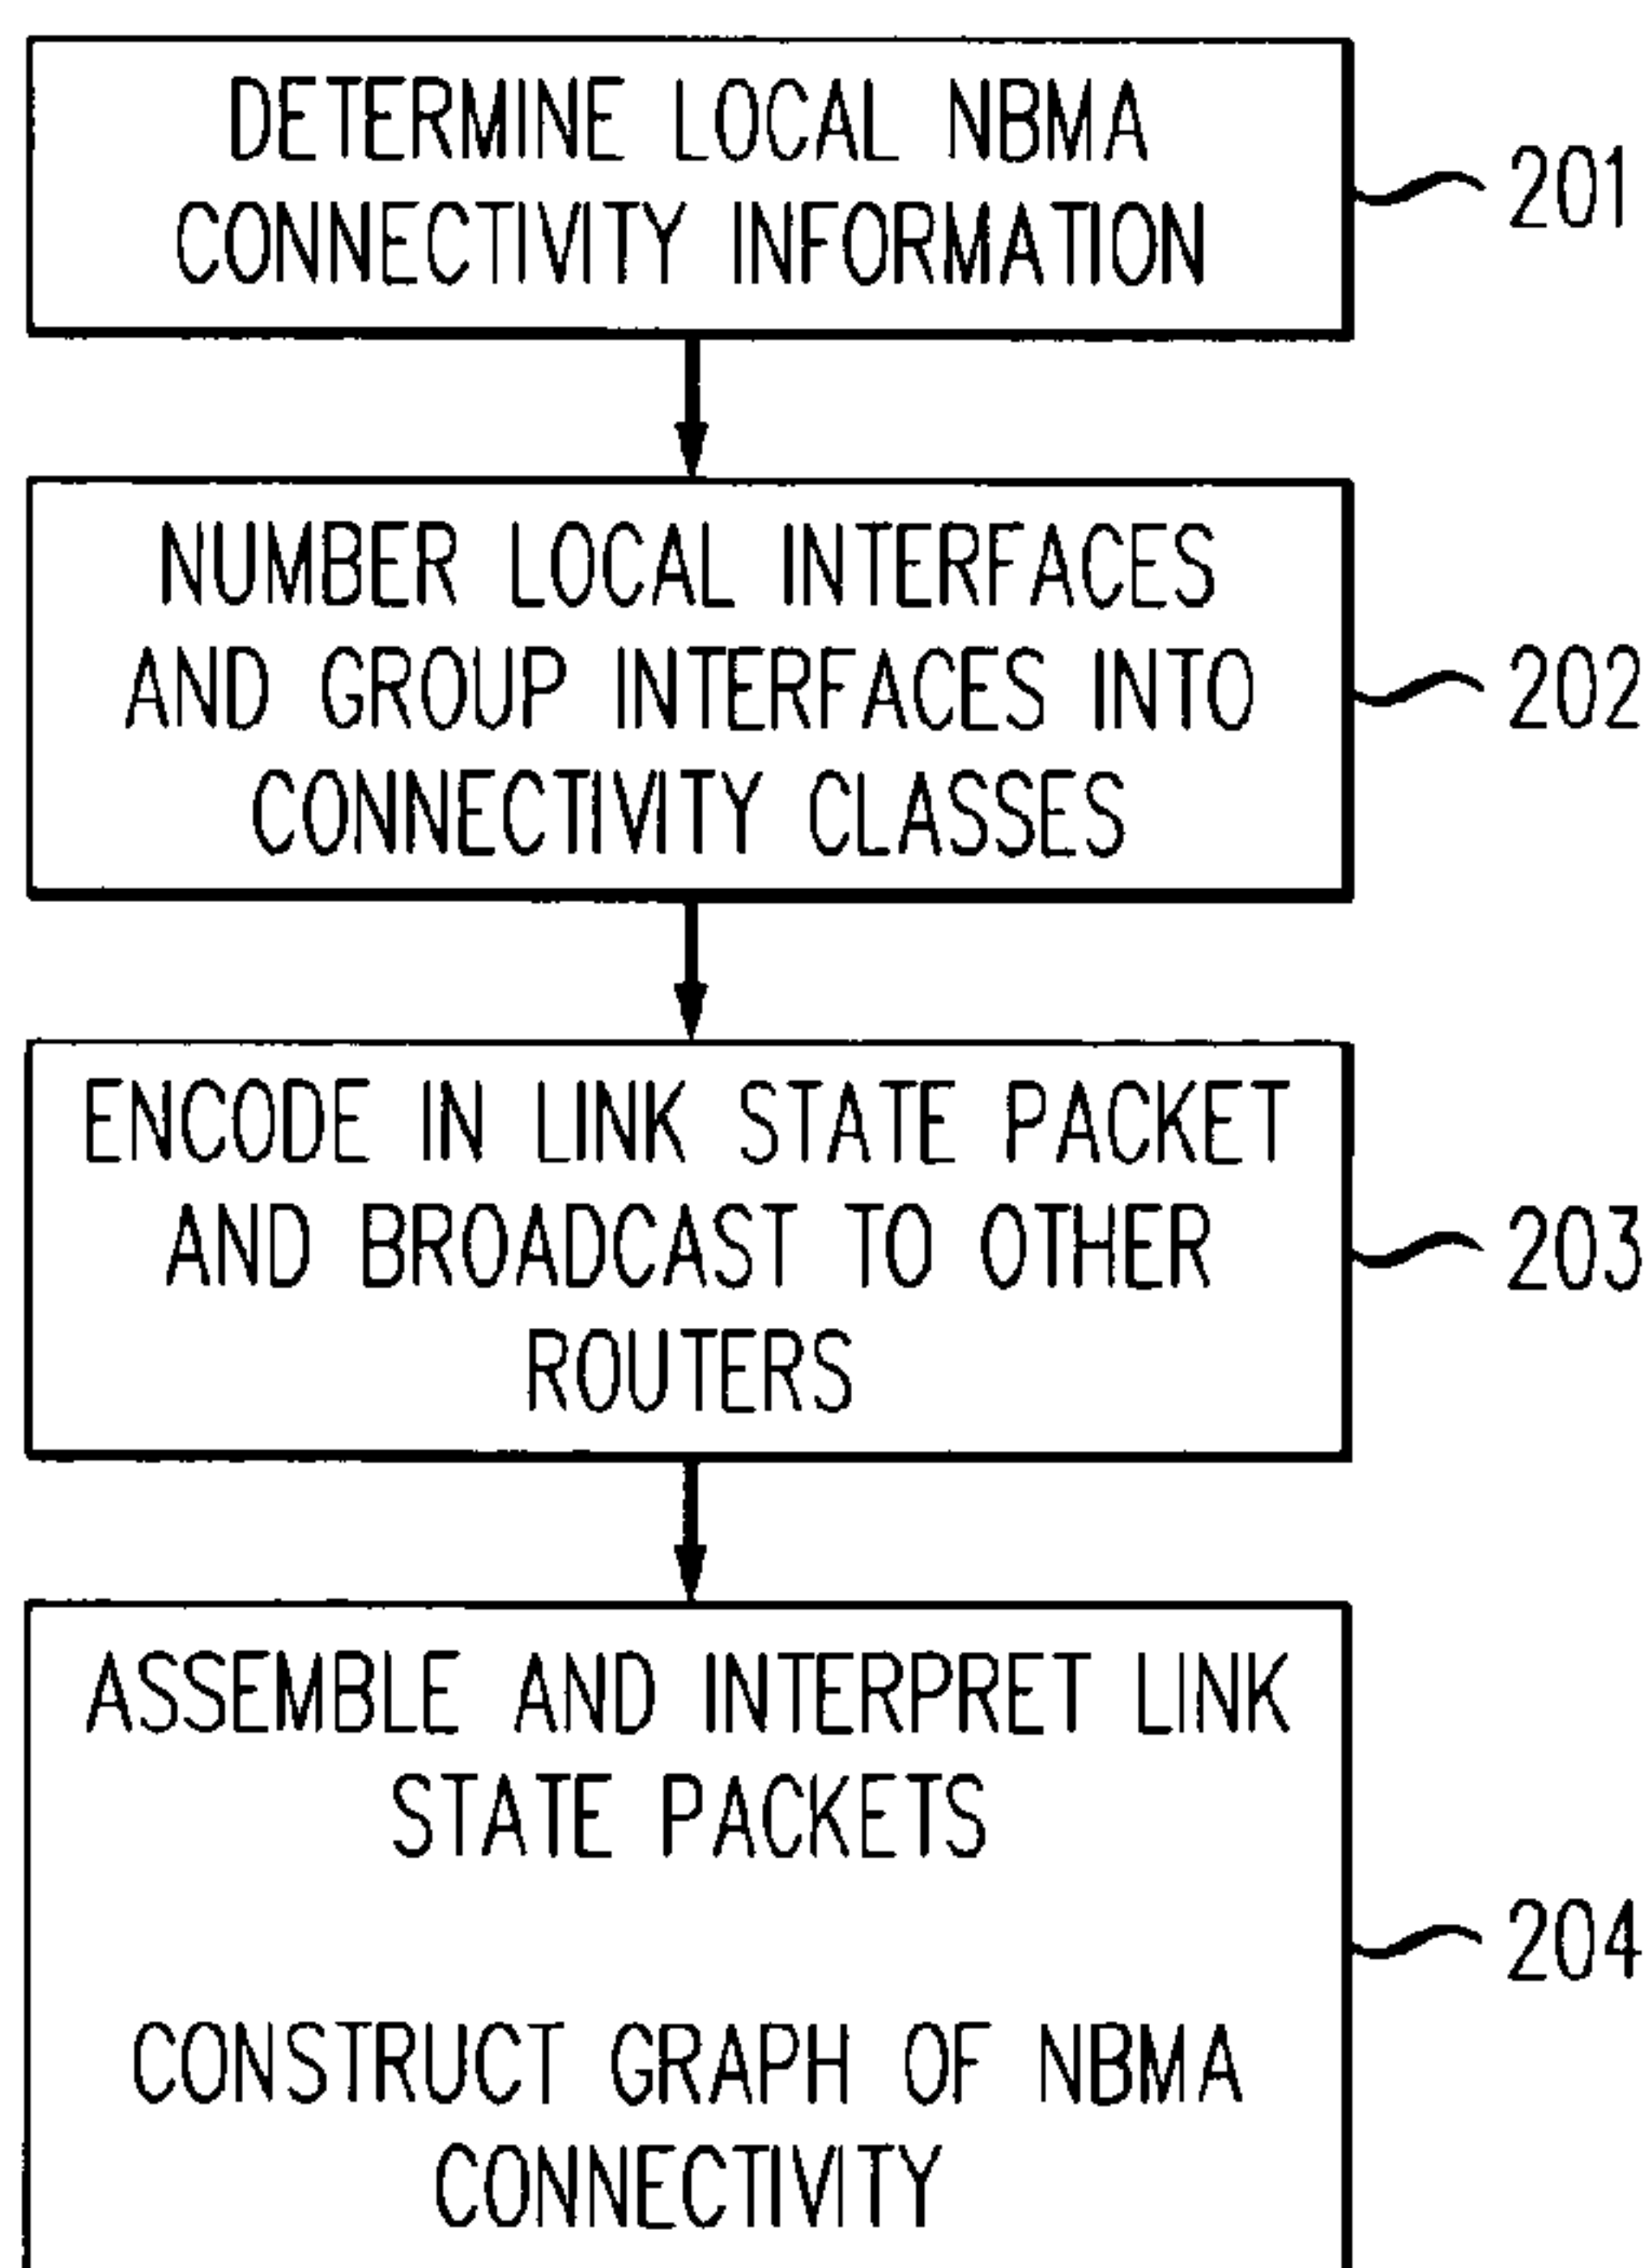 DETERMINE LOCAL NBMA
CONNECTIVITY INFORMATION
201
NUMBER LOCAL INTERFACES
AND GROUP INTERFACES INTO
CONNECTIVITY CLASSES
202
ENCODE IN LINK STATE PACKET
AND BROADCAST TO OTHER
ROUTERS
203
ASSEMBLE AND INTERPRET LINK
STATE PACKETS
204
CONSTRUCT GRAPH OF NBMA
CONNECTIVITY